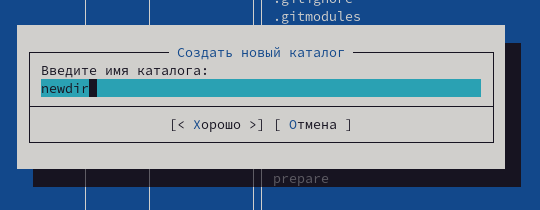 .gitignore
.gitmodules
Создать новый каталог
Введите имя каталога:
newdir
[< Хорошо >] [ Отмена ]
prepare